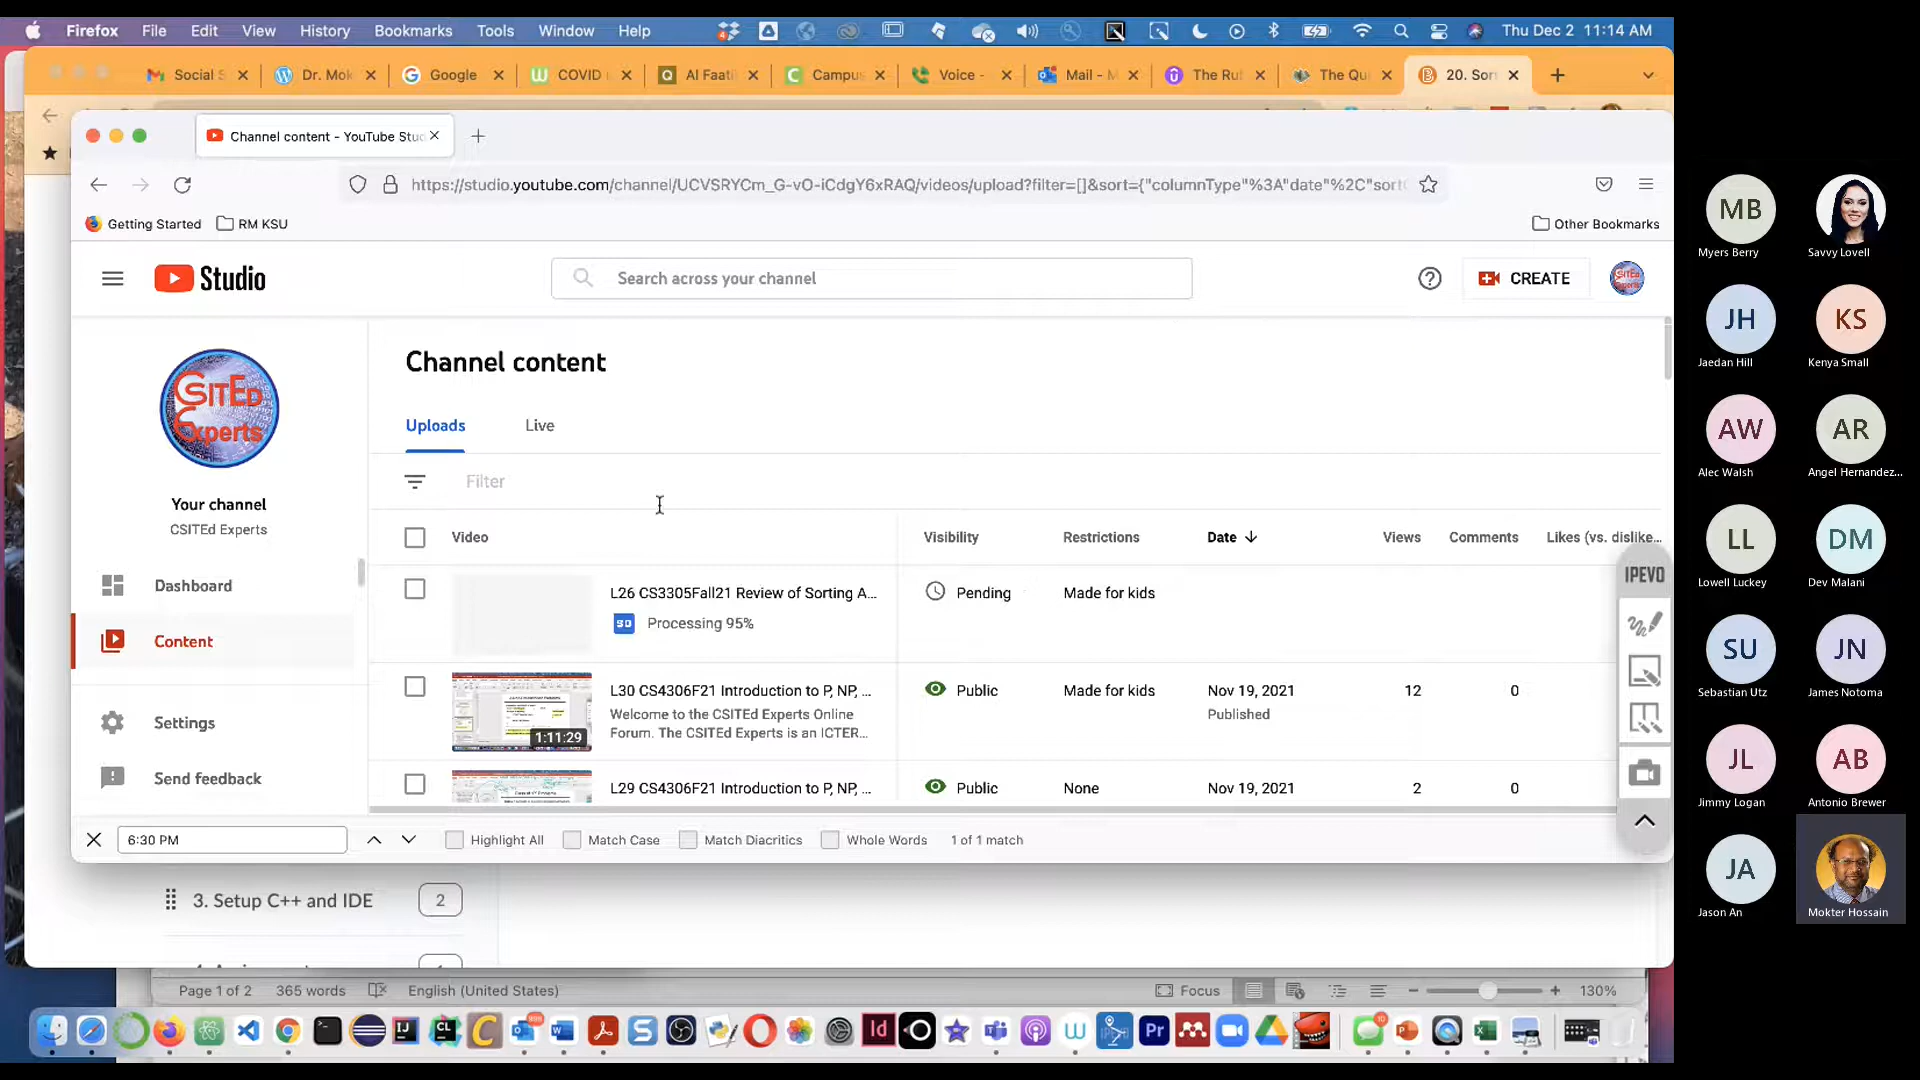 Firefox File Edit View History Bookmarks Tools Window Help Thu Dec 2 11:14 AM
Social S Dr. Mok Google COVID Al Faati Campus Voice - Mail - M The Rut The Qu 20. Sor
Channel content - YouTube Stu
https://studio.youtube.com/channel/UCVSRYCm_G-vO-iCdgY6xRAQ/videos/upload?filter=[]&sort={"columnType"%3A"date"%2C"sort
Getting Started RM KSU Other Bookmarks
Studio Search across your channel CREATE
CSITEd Experts
Channel content
Uploads Live
Filter
Your channel
CSITEd Experts
Dashboard
Content
Settings
Send feedback
Video Visibility Restrictions Date Views Comments Likes (vs. dislike...
L26 CS3305Fall21 Review of Sorting A... Pending Made for kids
SD Processing 95%
L30 CS4306F21 Introduction to P, NP, ... Public Made for kids Nov 19, 2021 12 0
Welcome to the CSITEd Experts Online Published
Forum. The CSITEd Experts is an ICTER...
1:11:29
L29 CS4306F21 Introduction to P, NP, ... Public None Nov 19, 2021 2 0
IPEVO
6:30 PM Highlight All Match Case Match Diacritics Whole Words 1 of 1 match
3. Setup C++ and IDE 2
Page 1 of 2 365 words English (United States) Focus 130%
MB
Myers Berry
Savvy Lovell
JH
Jaedan Hill
KS
Kenya Small
AW
Alec Walsh
AR
Angel Hernandez...
LL
Lowell Luckey
DM
Dev Malani
SU
Sebastian Utz
JN
James Notoma
JL
Jimmy Logan
AB
Antonio Brewer
JA
Jason An
Mokter Hossain